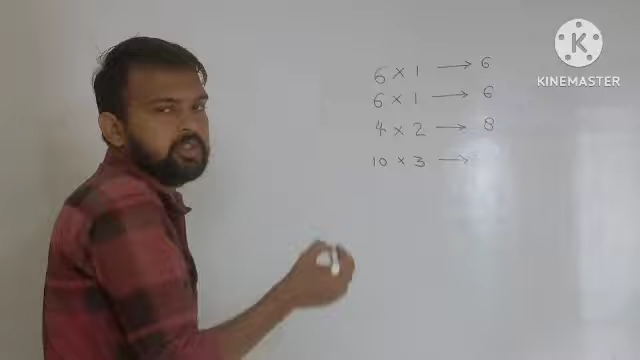 6 × 1 → 6
6 × 1 → 6
4 × 2 → 8
10 × 3 →
KINEMASTER